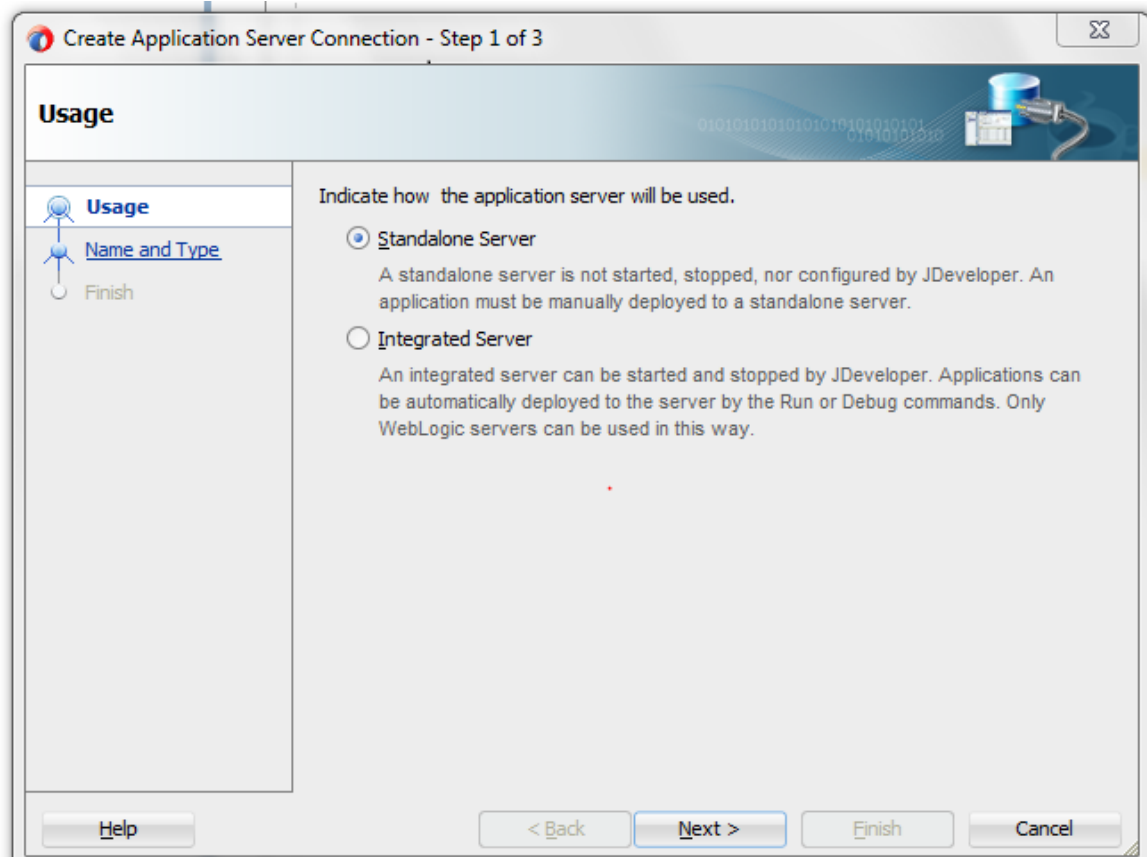 Create Application Server Connection - Step 1 of 3
Usage
010101010101010101010101
01010101010
Usage
Name and Type
Finish
Indicate how the application server will be used.
Standalone Server
A standalone server is not started, stopped, nor configured by JDeveloper. An
application must be manually deployed to a standalone server.
Integrated Server
An integrated server can be started and stopped by JDeveloper. Applications can
be automatically deployed to the server by the Run or Debug commands. Only
WebLogic servers can be used in this way.
Help
< Back
Next >
Finish
Cancel